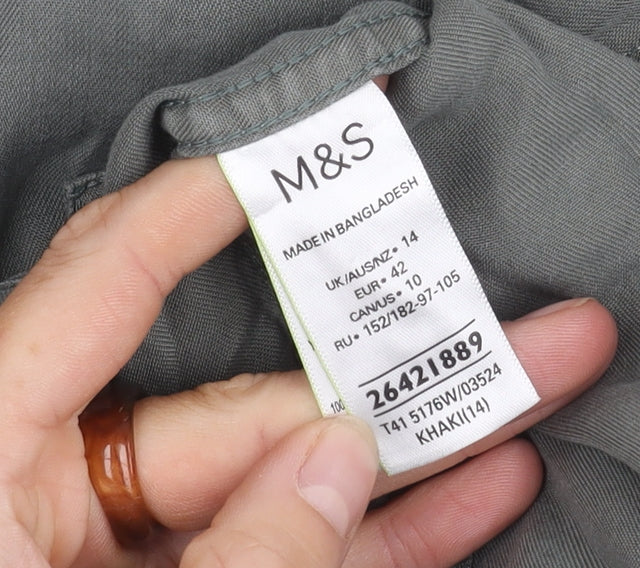 M&S
MADE IN BANGLADESH
UK/AUS/NZ• 14
EUR• 42
CAN/US• 10
RU• 152/182-97-105
26421889
T41 5176W/03524
KHAKI(14)
100